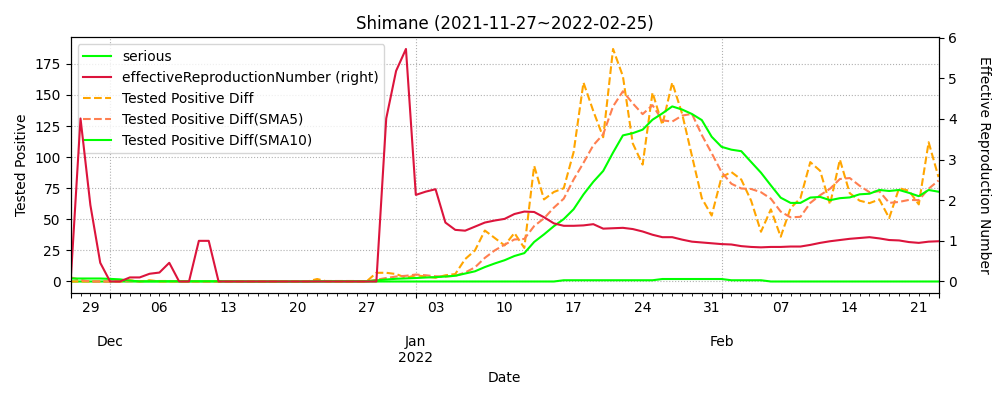 Shimane (2021-11-27~2022-02-25)
serious
effectiveReproductionNumber (right)
Tested Positive Diff
Tested Positive Diff(SMA5)
Tested Positive Diff(SMA10)
Tested Positive
175
150
125
100
75
50
25
0
6
5
4
3
2
1
0
Effective Reproduction Number
29 06 13 20 27 03 10 17 24 31 07 14 21
Dec Jan Feb
2022
Date